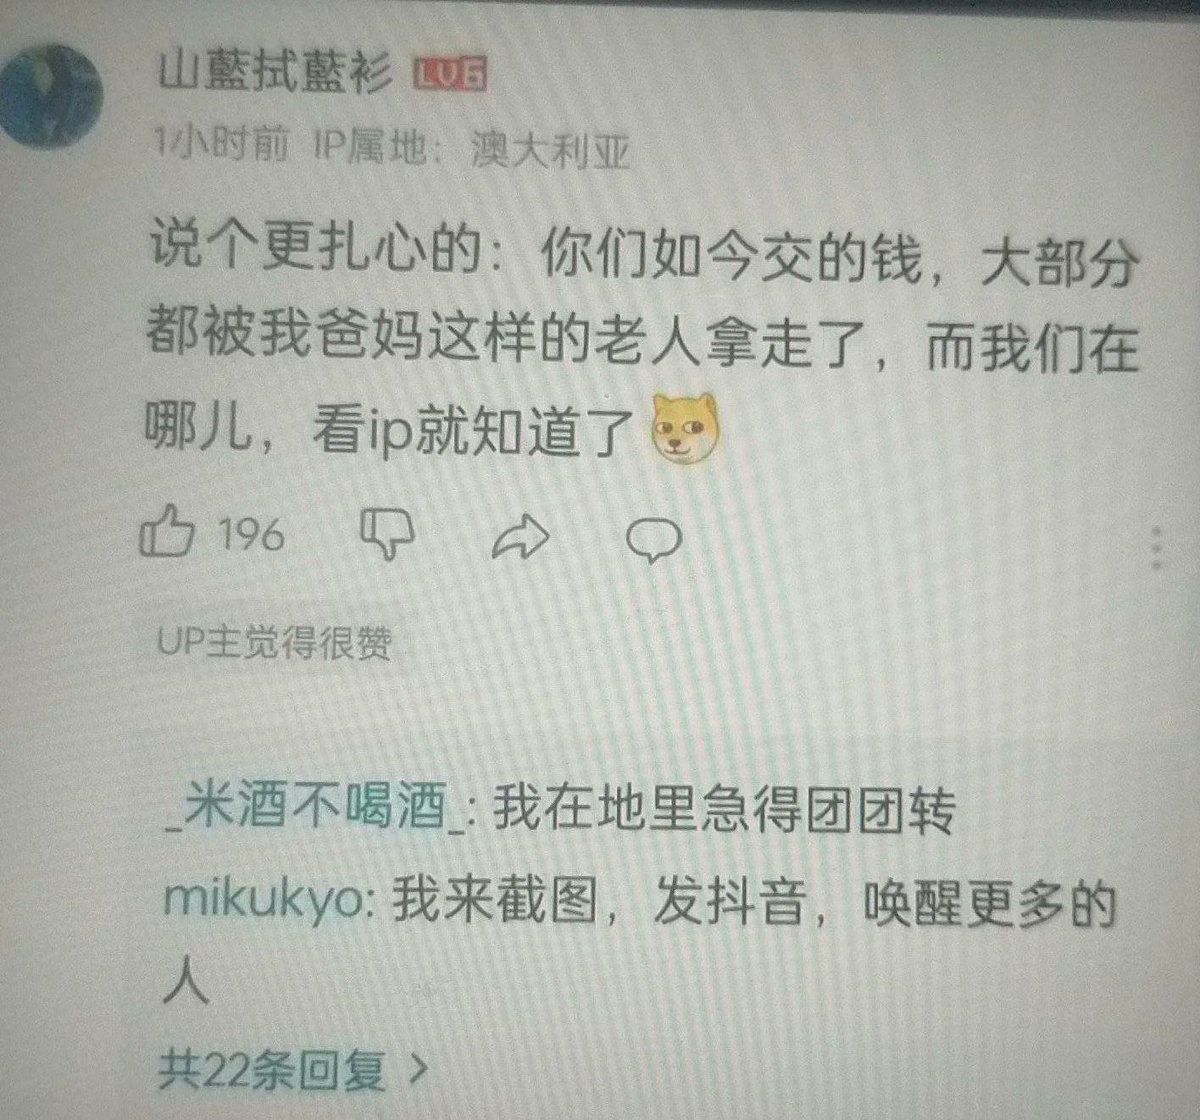 山藍拭藍衫 LV6
1小时前 IP属地：澳大利亚
说个更扎心的：你们如今交的钱，大部分
都被我爸妈这样的老人拿走了，而我们在
哪儿，看ip就知道了
196
UP主觉得很赞
_米酒不喝酒_: 我在地里急得团团转
mikukyo: 我来截图，发抖音，唤醒更多的
人
共22条回复 >